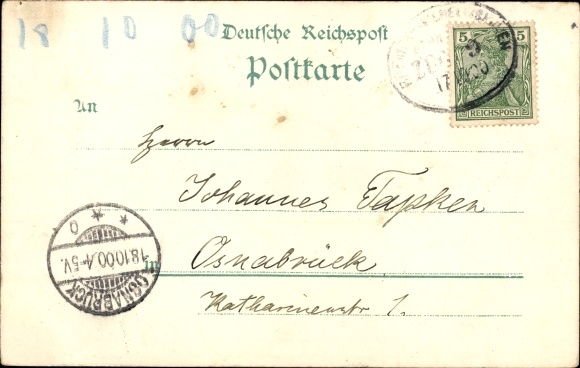 18 10 00
Deutsche Reichspost
Postkarte
5 5
REICHSPOST
An
Herrn
Johannes Tapken
in Osnabrück
Katharinenstr 1.
OSNABRÜCK
18.10.00.4-5V.